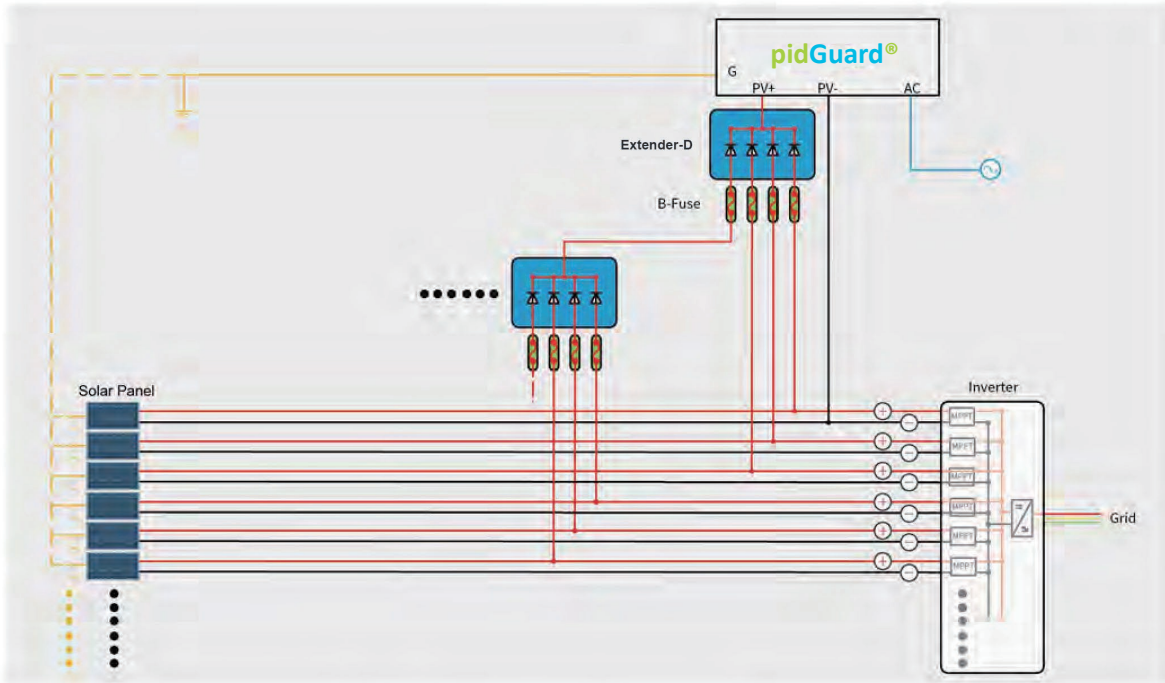 pidGuard®
G
PV+ PV- AC
Extender-D
B-Fuse
Solar Panel
Inverter
MPPT
MPPT
MPPT
MPPT
MPPT
MPPT
Grid